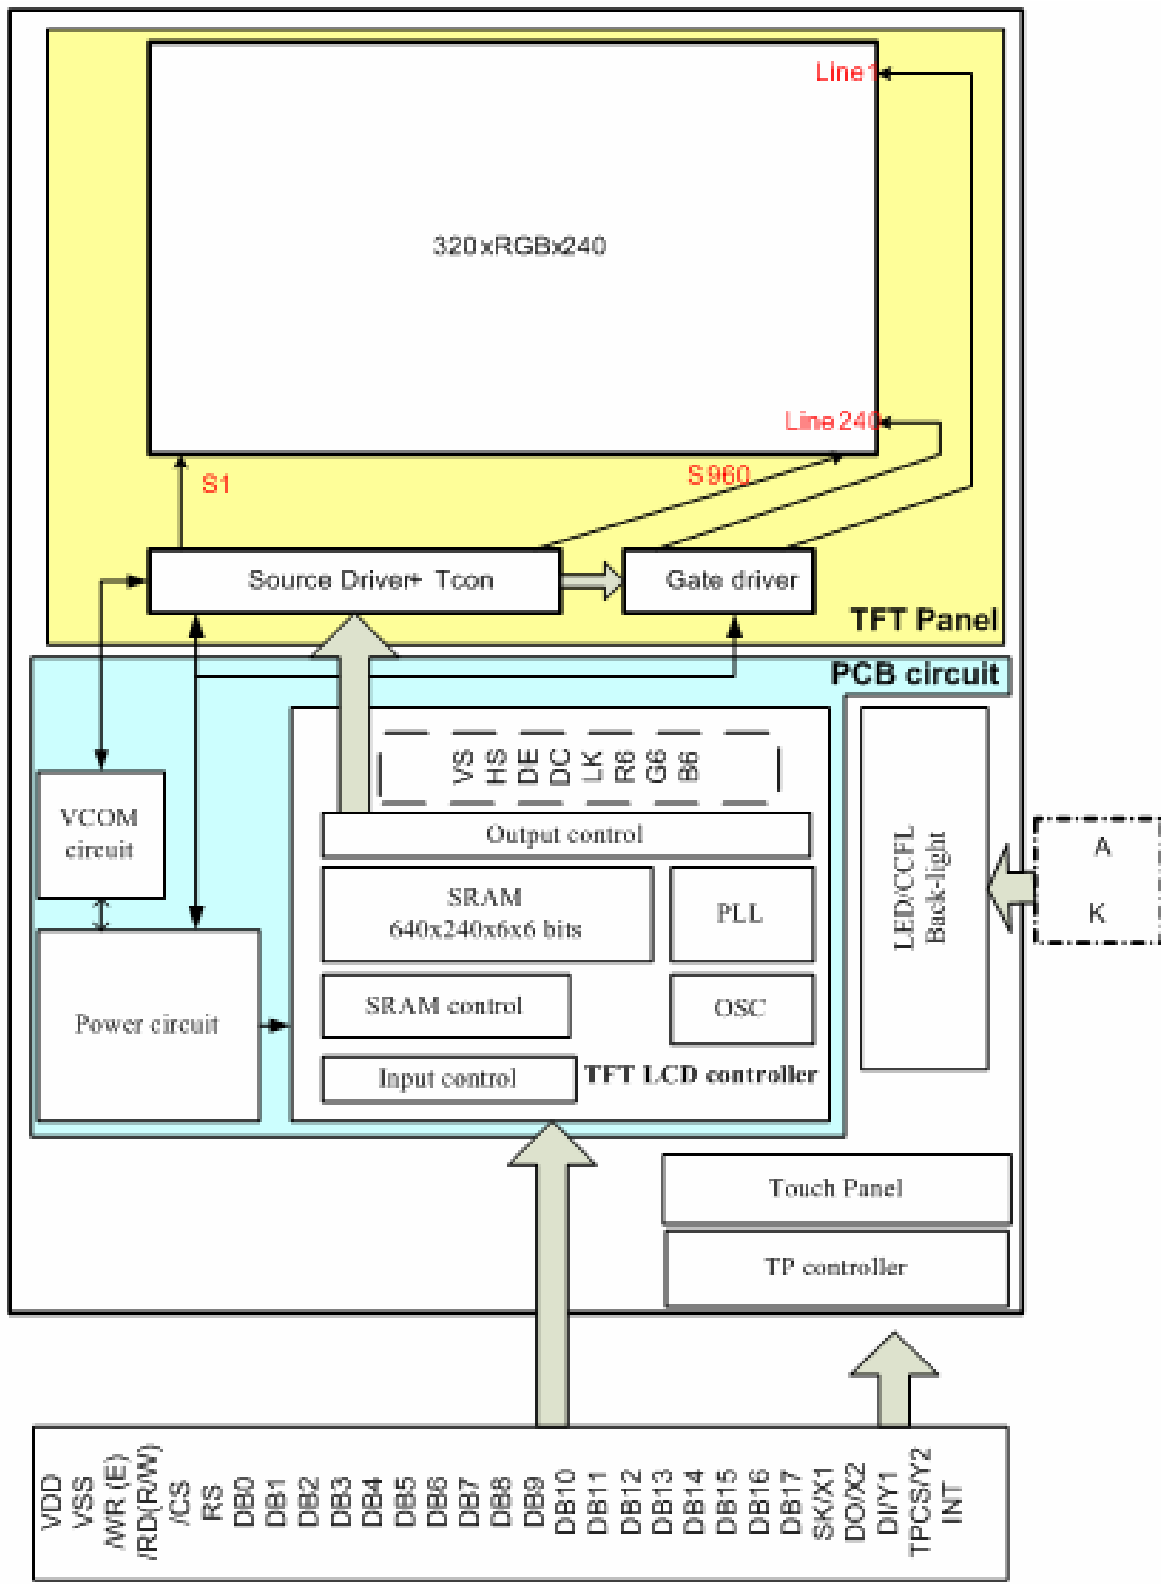 Line 1
320xRGBx240
Line 240
S1
S960
Source Driver+ Tcon
Gate driver
TFT Panel
PCB circuit
VS
HS
DE
DC
LK
R6
G6
B6
VCOM
circuit
Output control
SRAM
640x240x6x6 bits
PLL
LED/CCFL
Back-light
A
K
SRAM control
OSC
Power circuit
Input control
TFT LCD controller
Touch Panel
TP controller
VDD
VSS
/WR (E)
/RD(R/W)
/CS
RS
DB0
DB1
DB2
DB3
DB4
DB5
DB6
DB7
DB8
DB9
DB10
DB11
DB12
DB13
DB14
DB15
DB16
DB17
SK/X1
DO/X2
DI/Y1
TPCS/Y2
INT